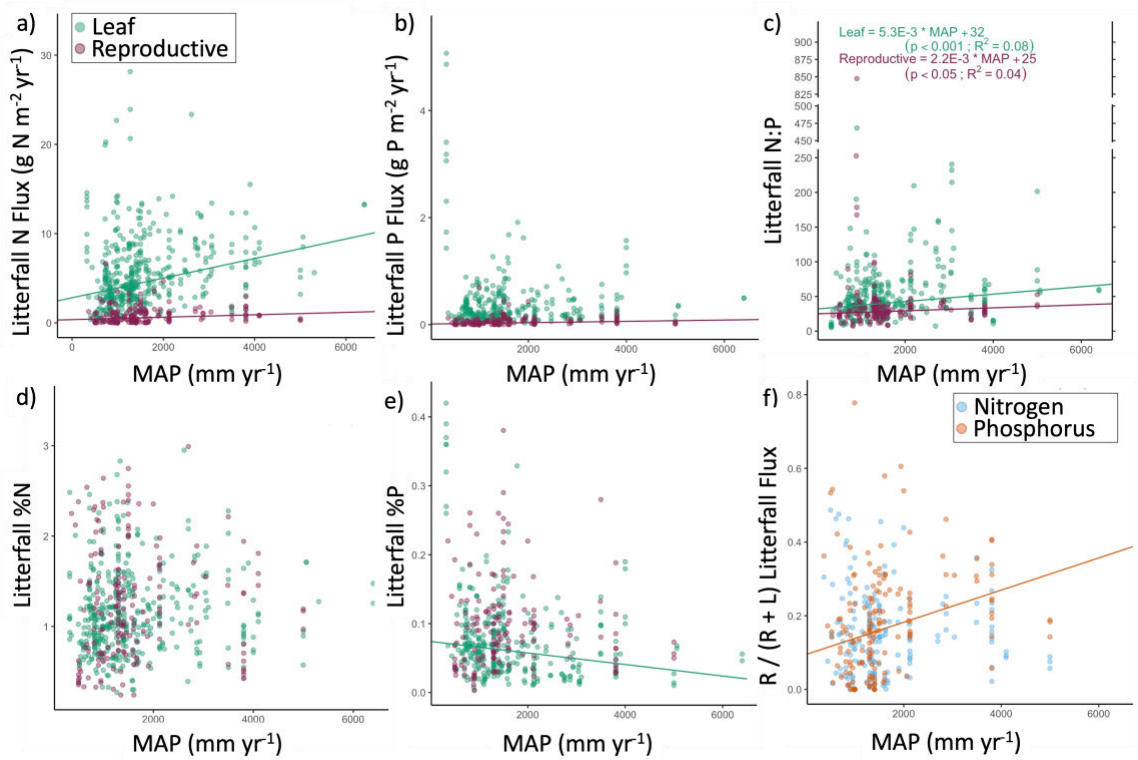 a)
Leaf
Reproductive
Litterfall N Flux (g N m-2 yr-1)
30
20
10
0
0
2000
4000
6000
MAP (mm yr-1)
b)
Litterfall P Flux (g P m-2 yr-1)
4
2
0
2000
4000
6000
MAP (mm yr-1)
c)
Leaf = 5.3E-3 * MAP + 32
(p < 0.001 ; R2 = 0.08)
Reproductive = 2.2E-3 * MAP + 25
(p < 0.05 ; R2 = 0.04)
Litterfall N:P
900
875
850
825
500
475
450
250
200
150
100
50
0
2000
4000
6000
MAP (mm yr-1)
d)
Litterfall %N
3
2
1
2000
4000
6000
MAP (mm yr-1)
e)
Litterfall %P
0.4
0.3
0.2
0.1
0.0
2000
4000
6000
MAP (mm yr-1)
f)
Nitrogen
Phosphorus
R / (R + L) Litterfall Flux
0.8
0.6
0.4
0.2
0.0
2000
4000
6000
MAP (mm yr-1)